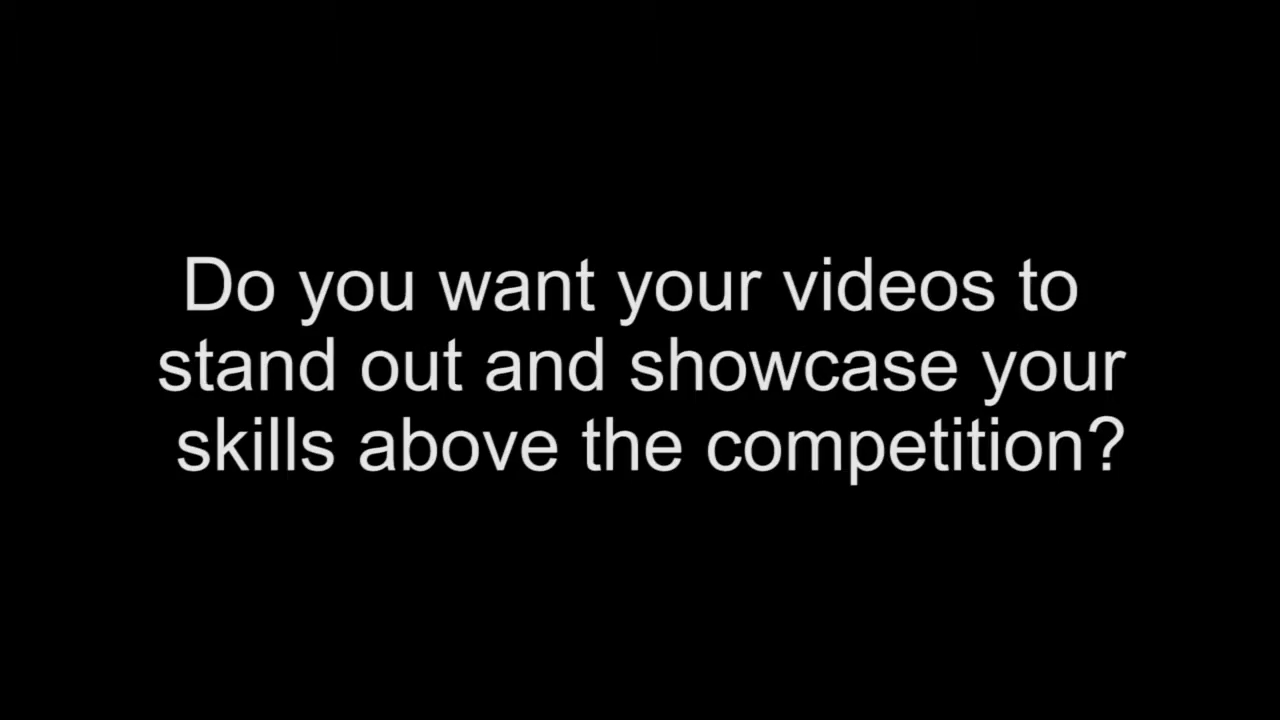 Do you want your videos to
stand out and showcase your
skills above the competition?